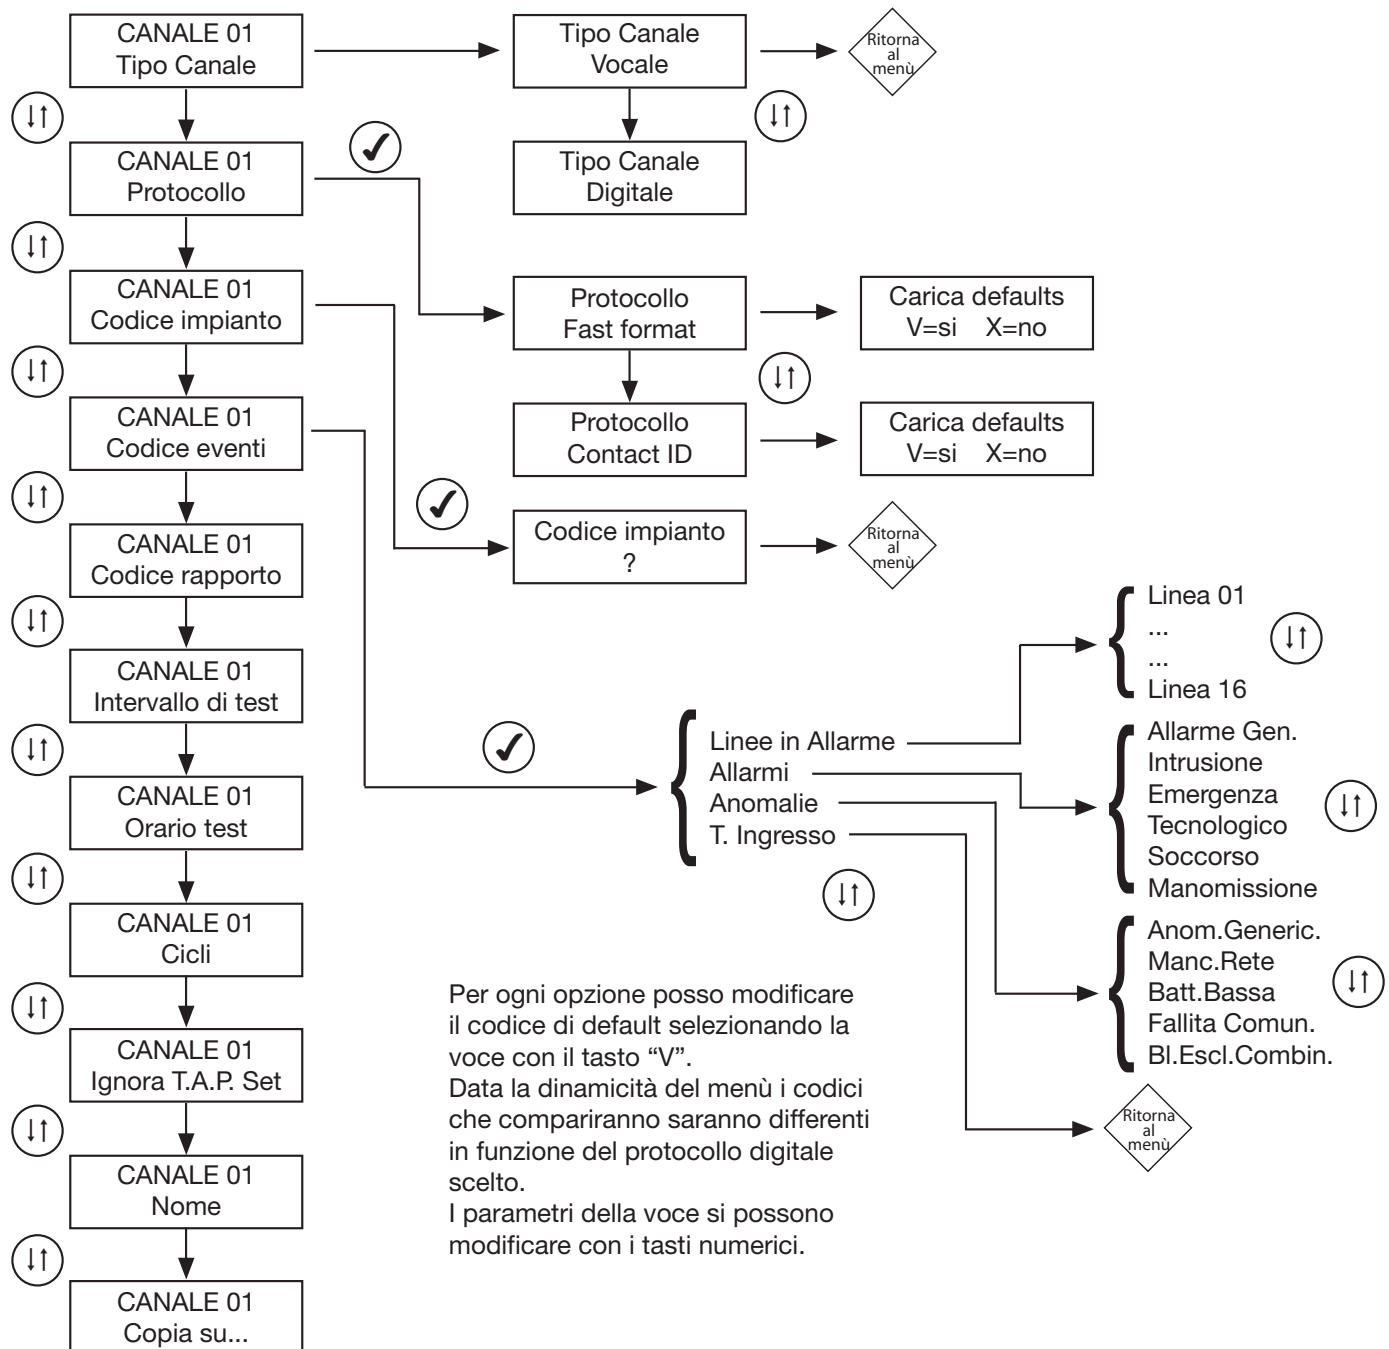 CANALE 01
Tipo Canale
Tipo Canale
Vocale
Ritorna
al
menù
CANALE 01
Protocollo
Tipo Canale
Digitale
CANALE 01
Codice impianto
Protocollo
Fast format
Carica defaults
V=si X=no
CANALE 01
Codice eventi
Protocollo
Contact ID
Carica defaults
V=si X=no
CANALE 01
Codice rapporto
Codice impianto
?
Ritorna
al
menù
CANALE 01
Intervallo di test
CANALE 01
Orario test
Linee in Allarme
Allarmi
Anomalie
T. Ingresso
Linea 01
...
...
Linea 16
Allarme Gen.
Intrusione
Emergenza
Tecnologico
Soccorso
Manomissione
Anom.Generic.
Manc.Rete
Batt.Bassa
Fallita Comun.
Bl.Escl.Combin.
Ritorna
al
menù
CANALE 01
Cicli
CANALE 01
Ignora T.A.P. Set
CANALE 01
Nome
CANALE 01
Copia su...
Per ogni opzione posso modificare
il codice di default selezionando la
voce con il tasto “V”.
Data la dinamicità del menù i codici
che compariranno saranno differenti
in funzione del protocollo digitale
scelto.
I parametri della voce si possono
modificare con i tasti numerici.